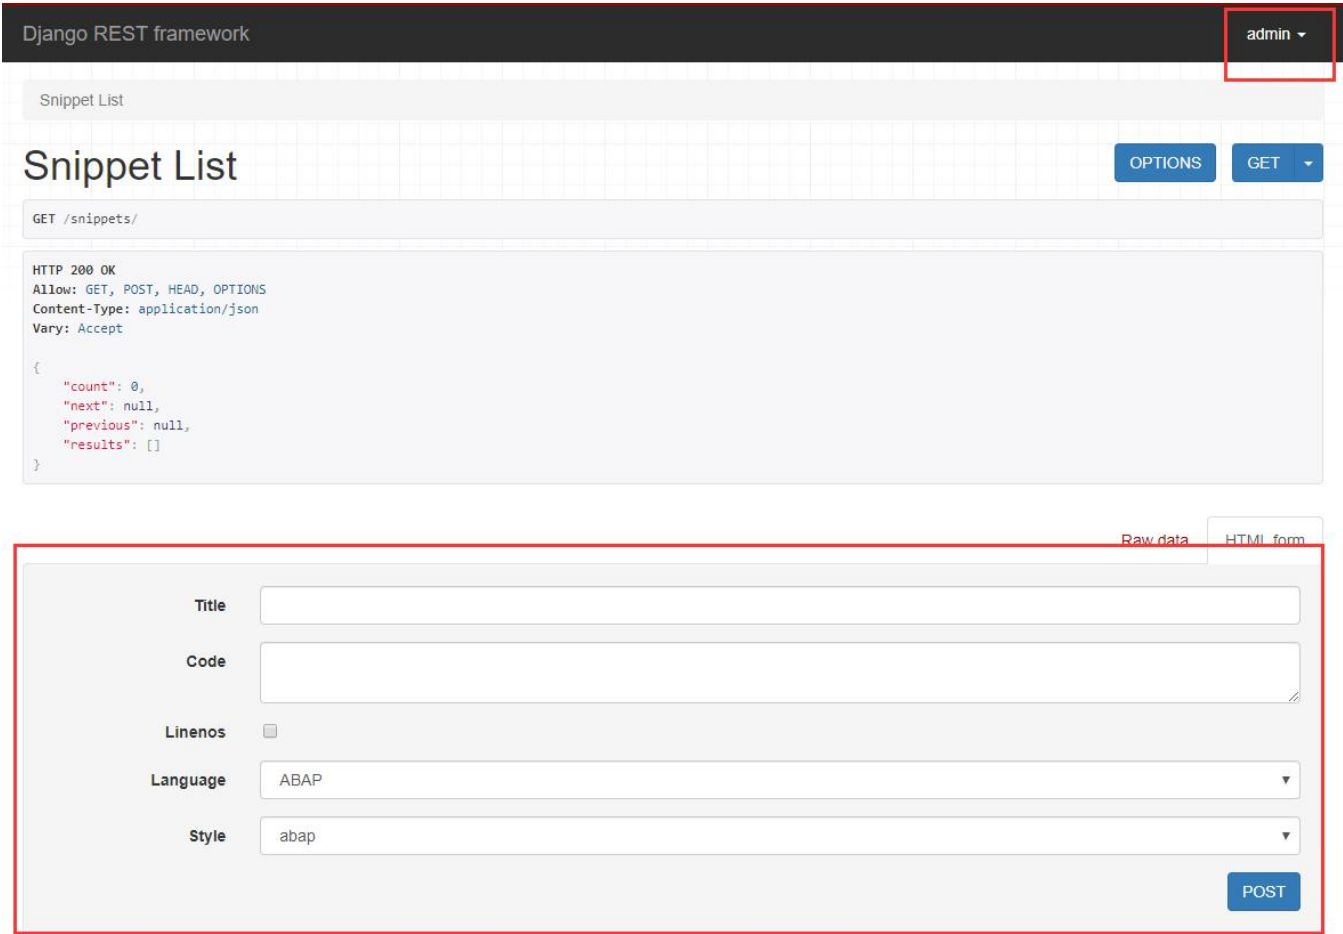 Django REST framework
admin
Snippet List
Snippet List
OPTIONS
GET
GET /snippets/
HTTP 200 OK
Allow: GET, POST, HEAD, OPTIONS
Content-Type: application/json
Vary: Accept
{
"count": 0,
"next": null,
"previous": null,
"results": []
}
Raw data
HTML form
Title
Code
Linenos
Language
ABAP
Style
abap
POST